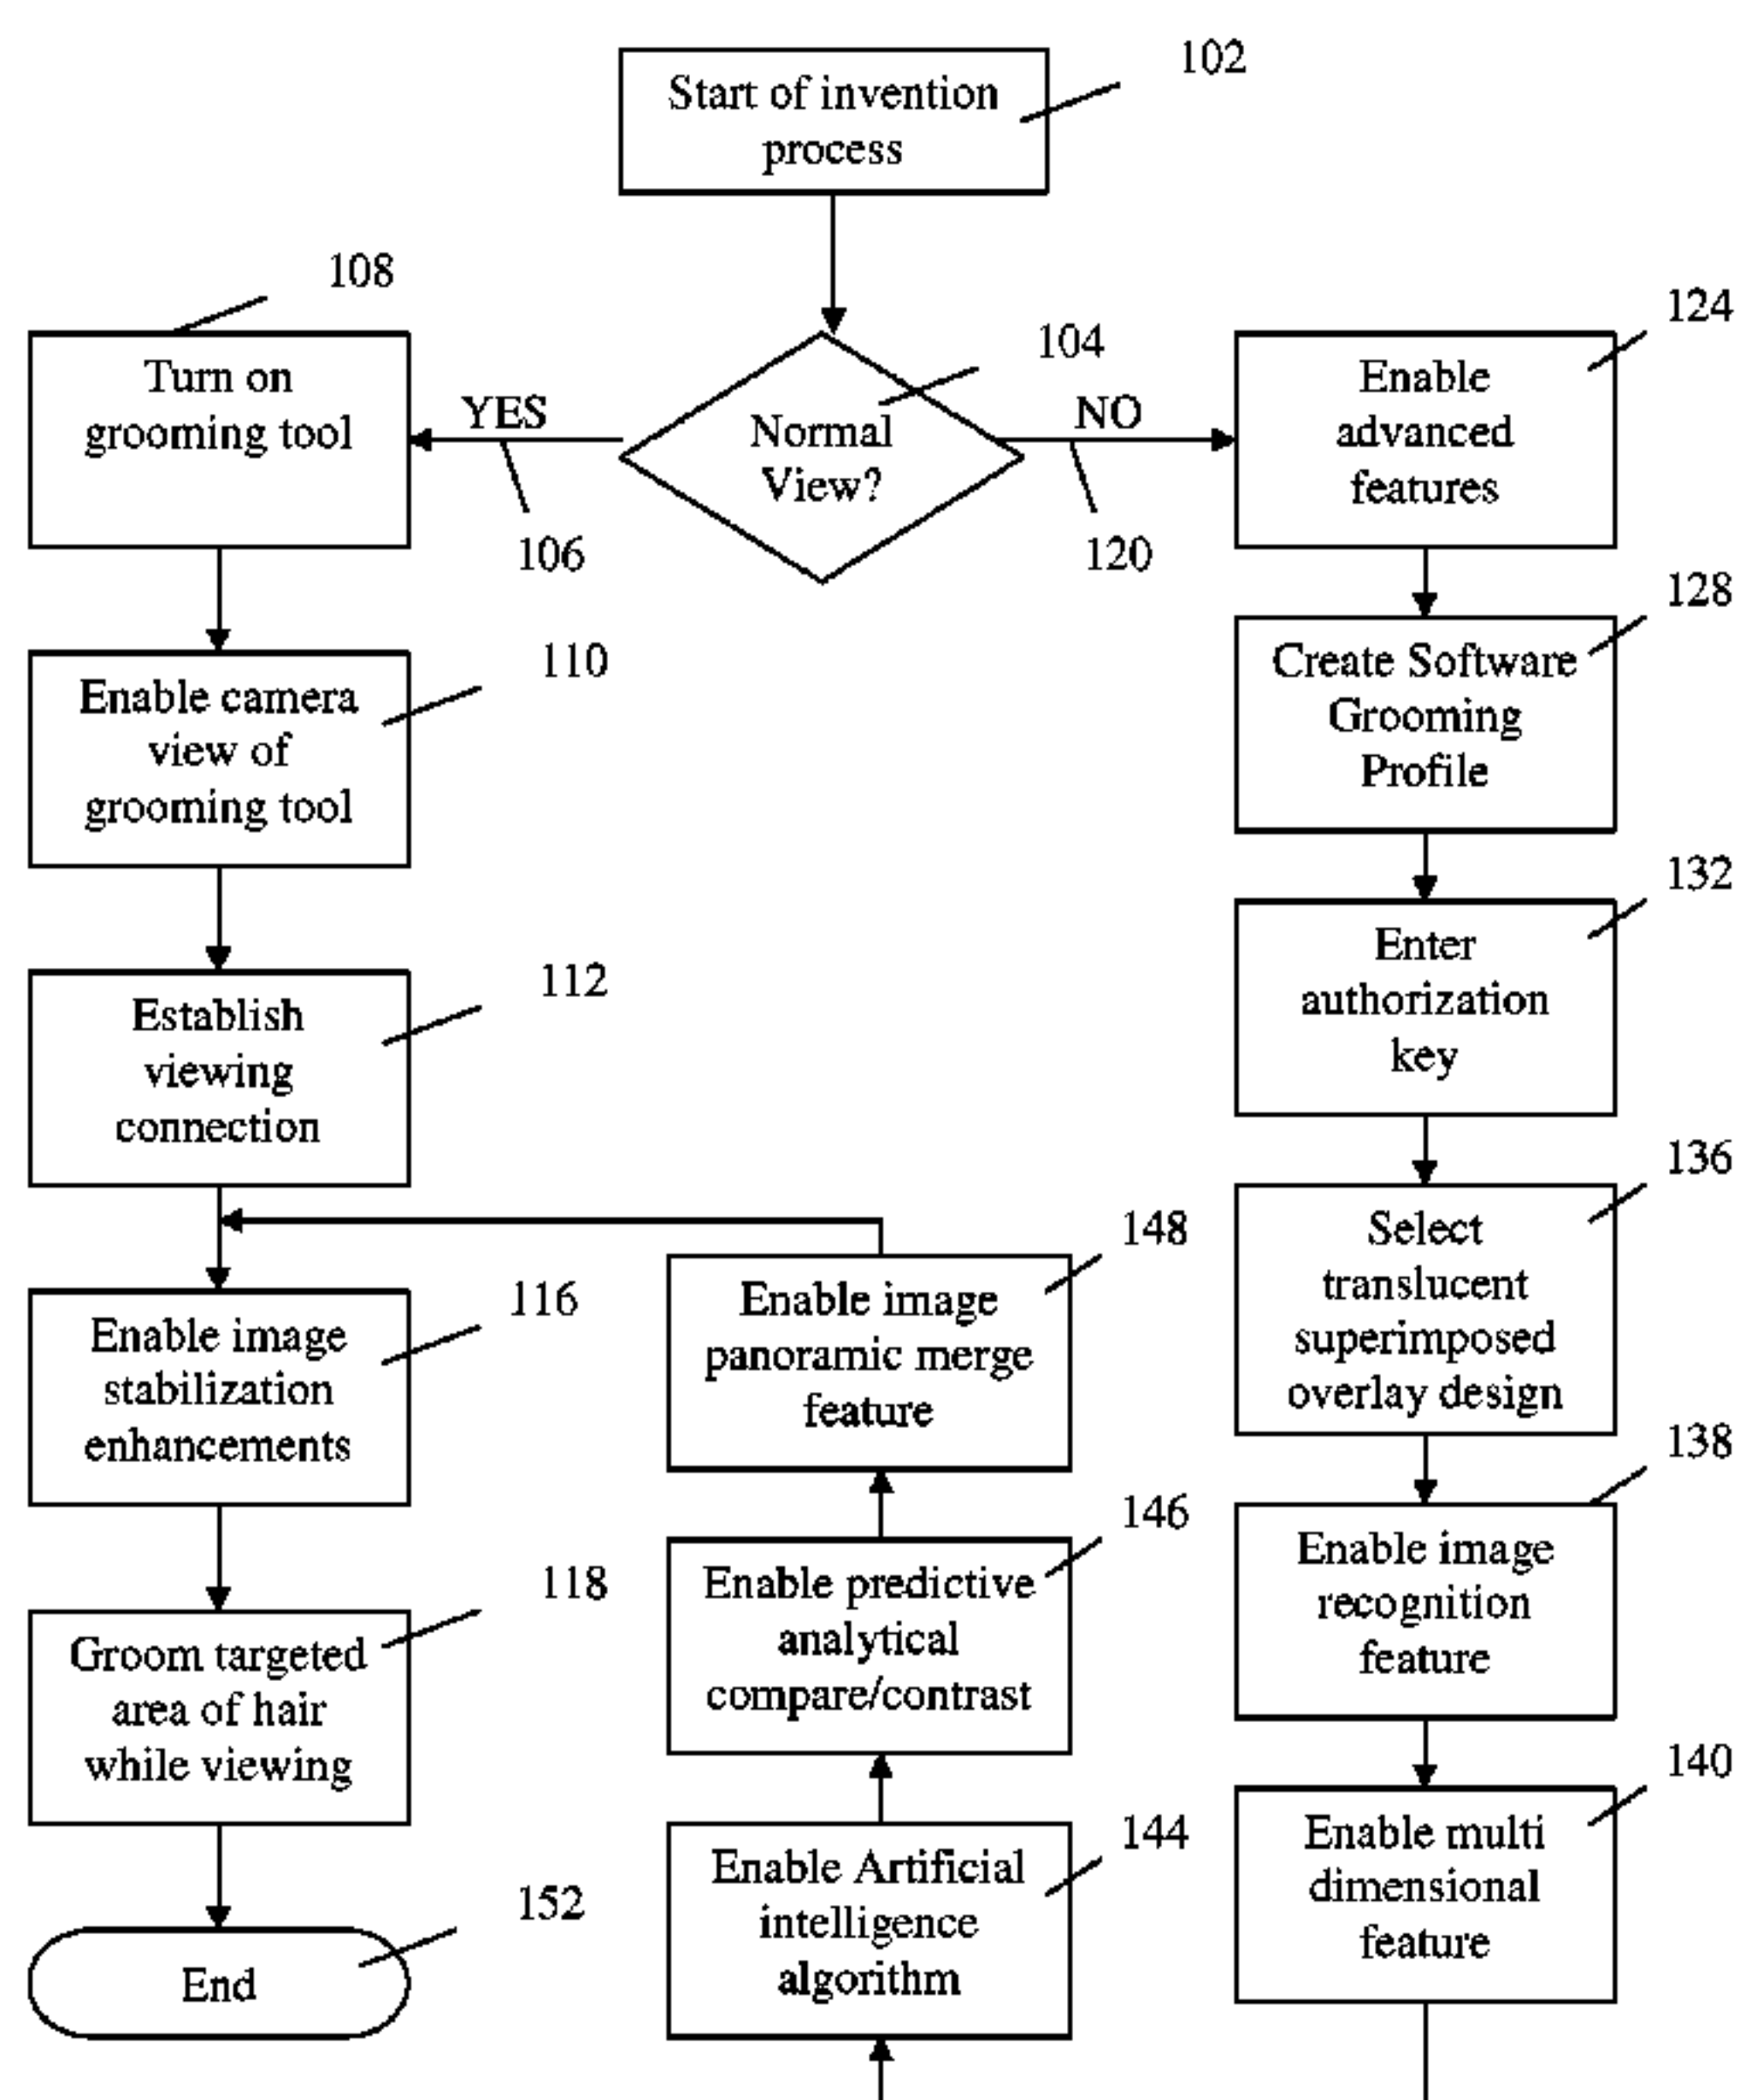 102
Start of invention
process
108
104
124
Turn on
grooming tool
YES
Normal
View?
NO
Enable
advanced
features
106
120
128
110
Create Software
Grooming
Profile
Enable camera
view of
grooming tool
132
112
Enter
authorization
key
Establish
viewing
connection
136
148
Select
translucent
superimposed
overlay design
116
Enable image
panoramic merge
feature
Enable image
stabilization
enhancements
138
146
Enable image
recognition
feature
118
Enable predictive
analytical
compare/contrast
Groom targeted
area of hair
while viewing
140
144
Enable multi
dimensional
feature
152
Enable Artificial
intelligence
algorithm
End